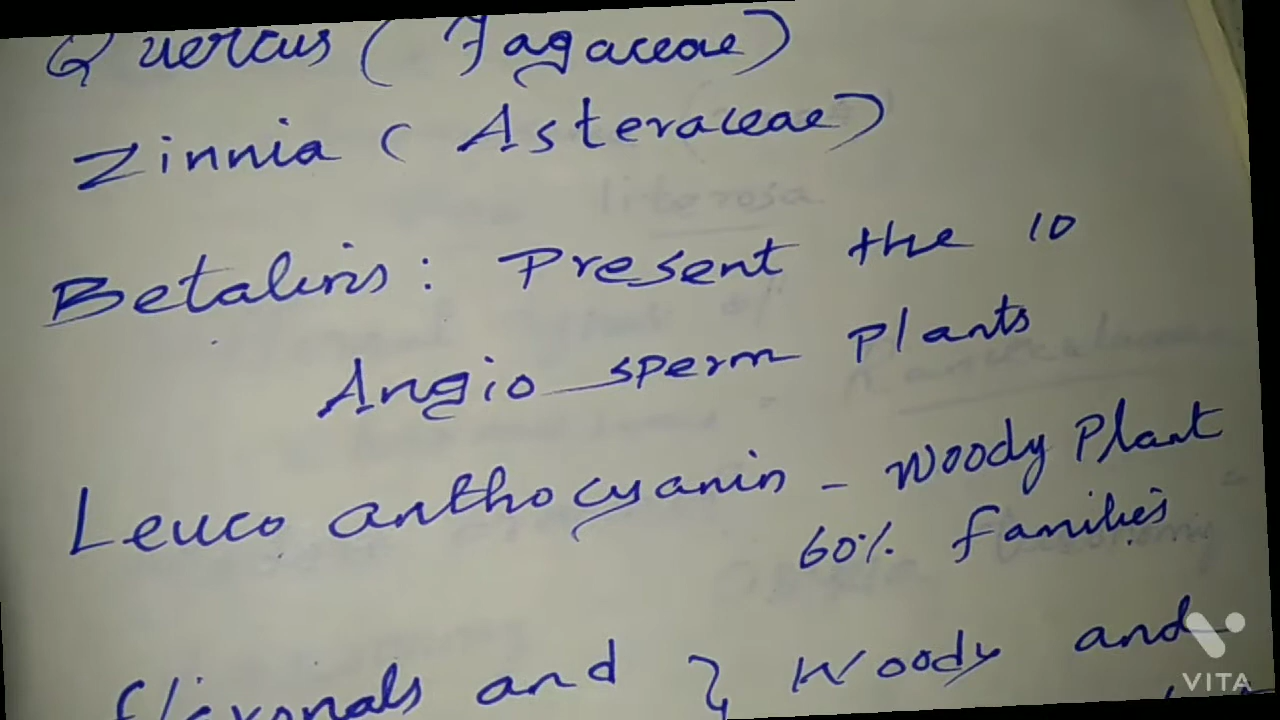 Quercus ( Fagaceae)
Zinnia ( Asteraceae)
Betalins : Present the 10
Angio sperm Plants
Leuco anthocyanin - Woody Plant
60% families
flavonals and } Woody and
VITA